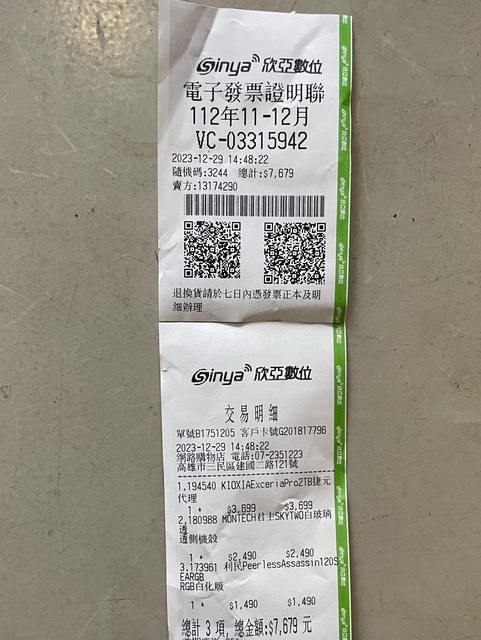 Sinya 欣亞數位
電子發票證明聯
112年11-12月
VC-03315942
2023-12-29 14:48:22
隨機碼:3244 總計:$7,679
賣方:13174290
退換貨請於七日內憑發票正本及明
細辦理
Sinya 欣亞數位
交易明細
單號B1751205 客戶卡號G201817796
2023-12-29 14:48:22
網路購物店 電話:07-2351223
高雄市三民區建國二路121號
1.194540 KIOXIAExceriaPro2TB捷元
代理
1 * $3,699 $3,699
2.180988 MONTECH君主SKYTWO白玻璃
透
透側機殼
1 * $2,490 $2,490
3.173961 利民PeerlessAssassin120S
EARGB
RGB白化版
1 * $1,490 $1,490
總計 3 項, 總金額:$7,679 元